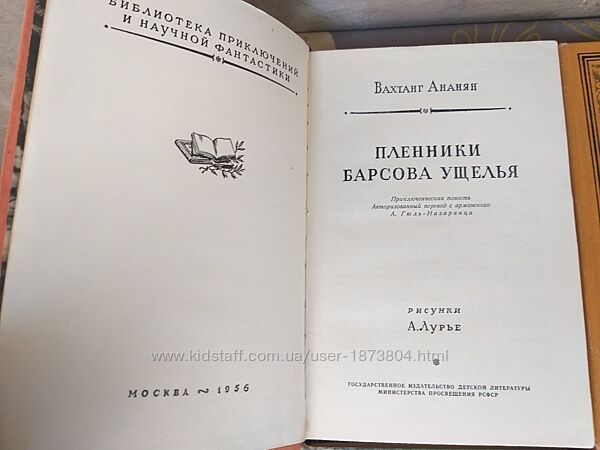 БИБЛИОТЕКА ПРИКЛЮЧЕНИЙ
И НАУЧНОЙ ФАНТАСТИКИ
МОСКВА ~ 1956
ВАХТАНГ АНАНЯН
ПЛЕННИКИ
БАРСОВА УЩЕЛЬЯ
Приключенческая повесть
Авторизованный перевод с армянского
А. Гюль-Назарянца
РИСУНКИ
А. ЛУРЬЕ
ГОСУДАРСТВЕННОЕ ИЗДАТЕЛЬСТВО ДЕТСКОЙ ЛИТЕРАТУРЫ
МИНИСТЕРСТВА ПРОСВЕЩЕНИЯ РСФСР
www.kidstaff.com.ua/user-1873804.html